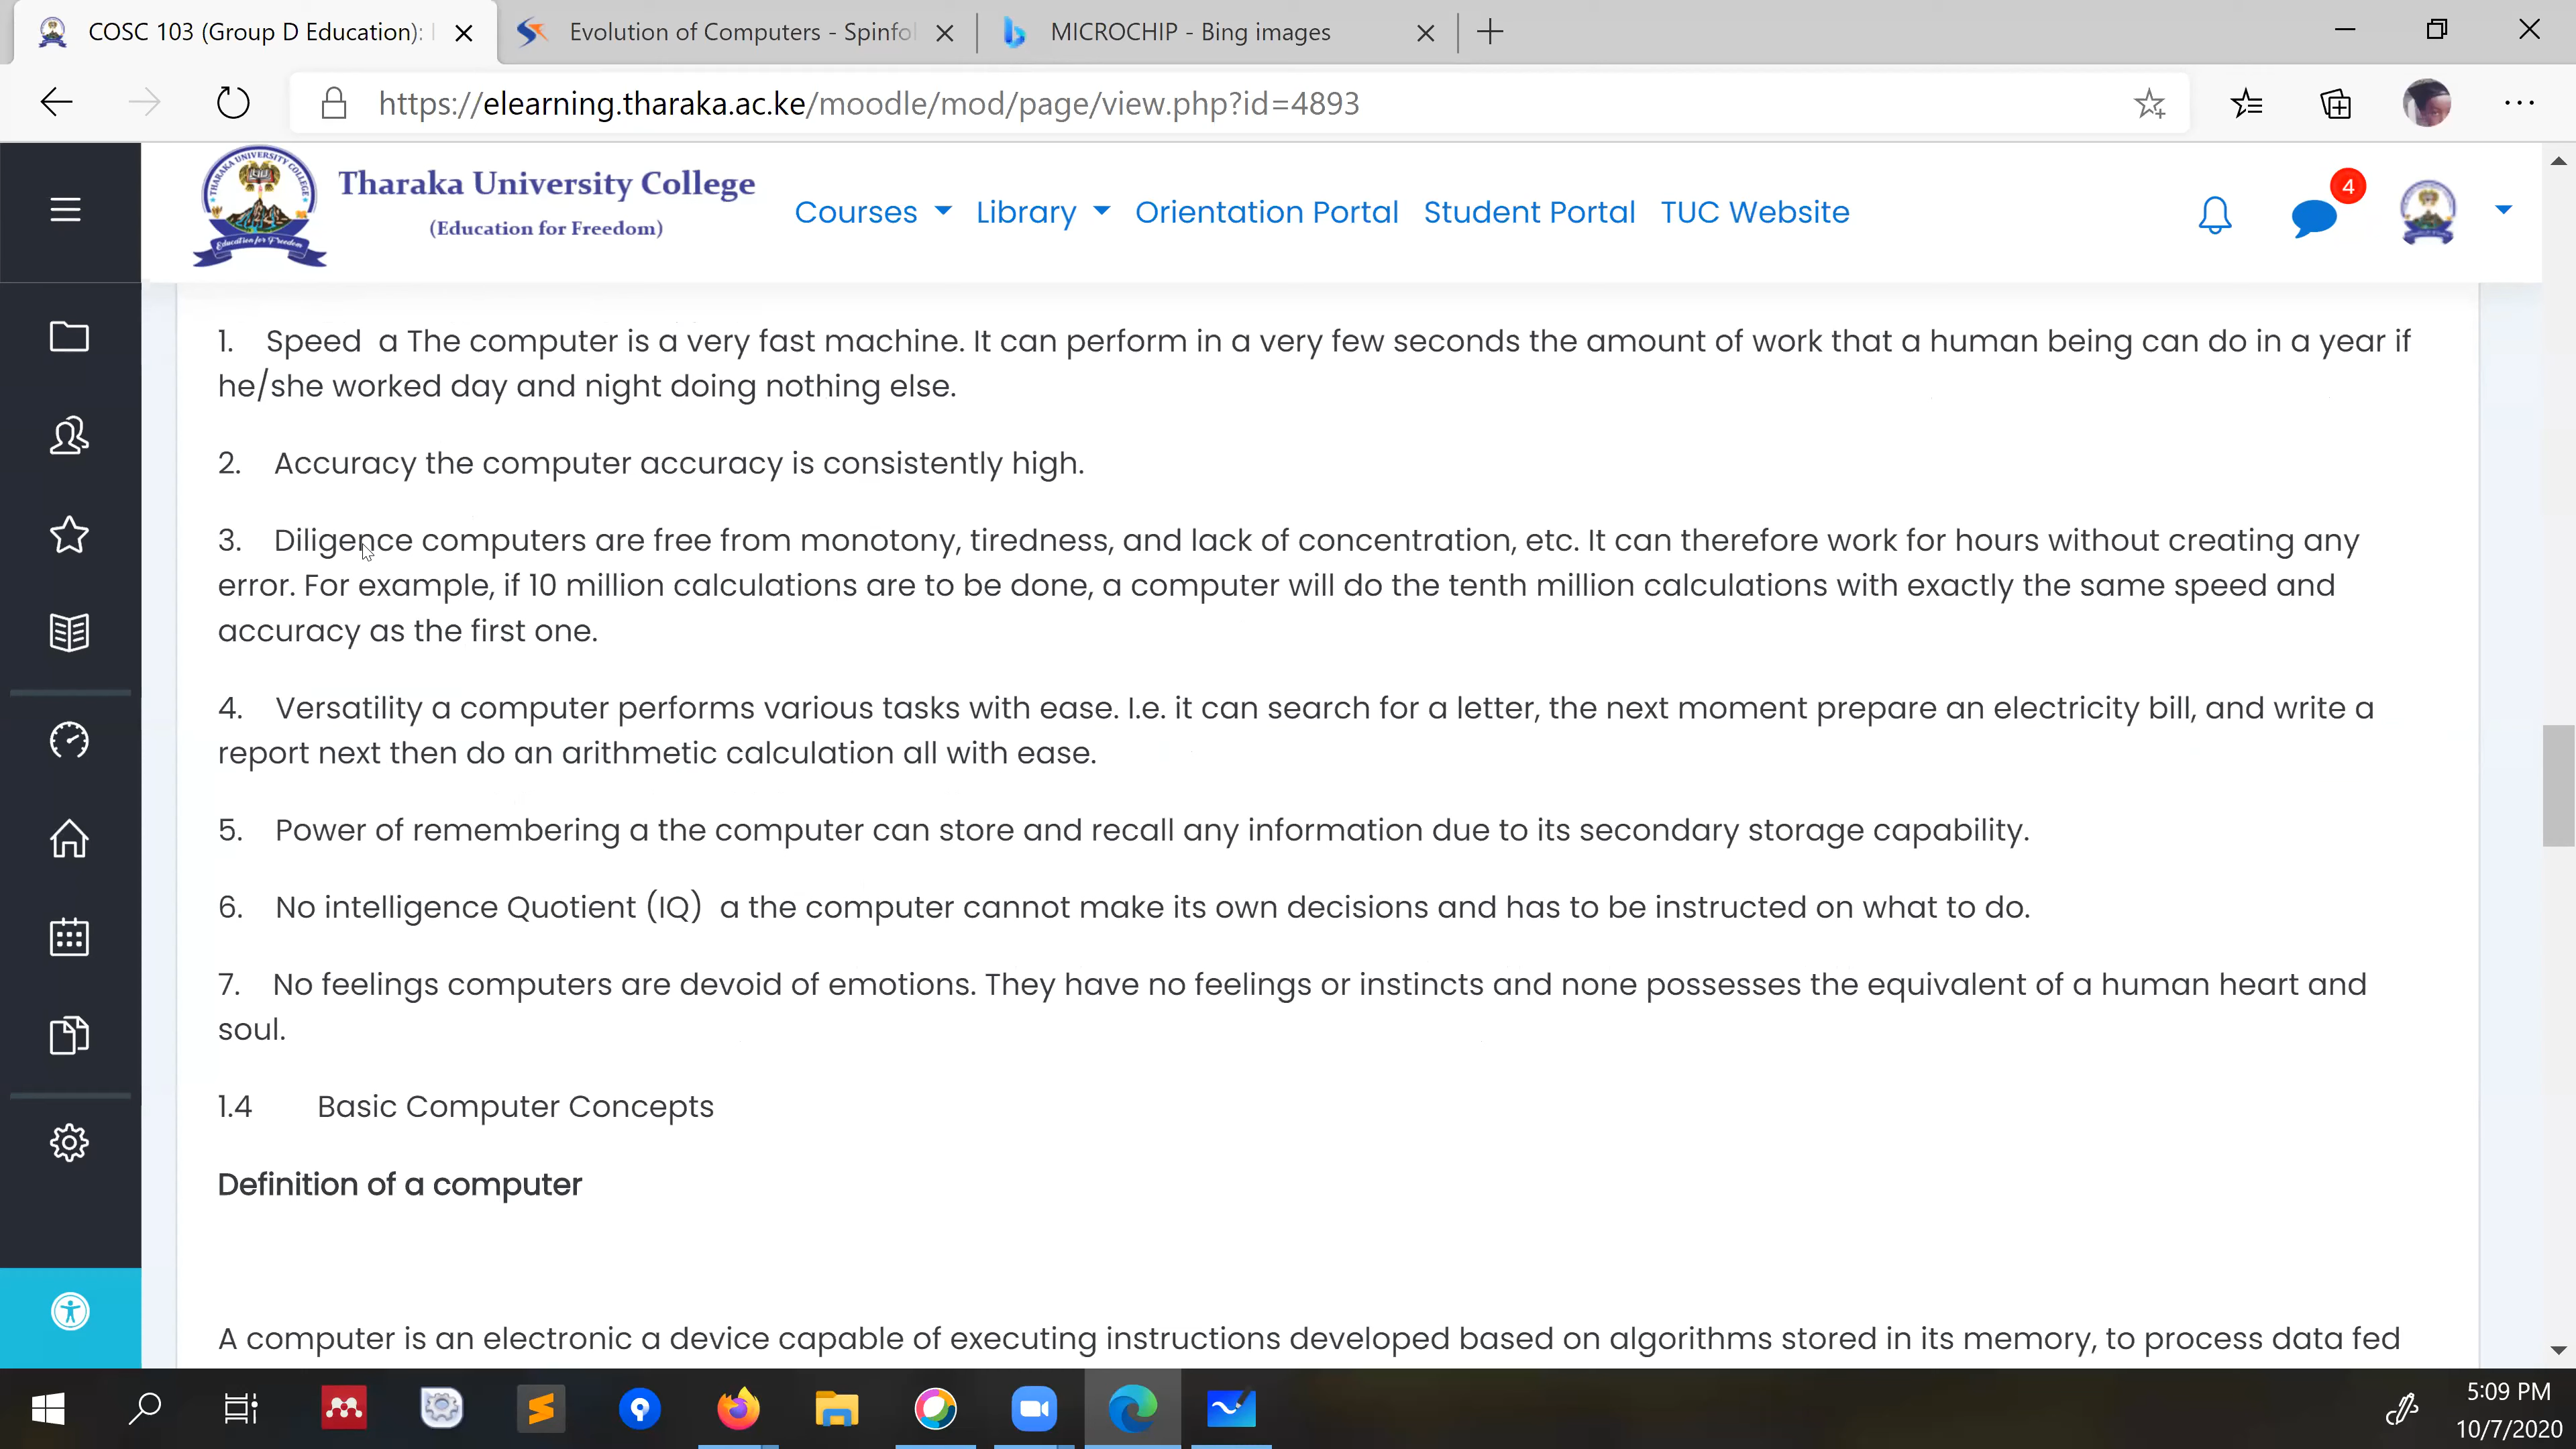 COSC 103 (Group D Education):
Evolution of Computers - Spinfo
MICROCHIP - Bing images
https://elearning.tharaka.ac.ke/moodle/mod/page/view.php?id=4893
THARAKA UNIVERSITY COLLEGE
Education for Freedom
Tharaka University College
(Education for Freedom)
Courses
Library
Orientation Portal
Student Portal
TUC Website
4
1. Speed a The computer is a very fast machine. It can perform in a very few seconds the amount of work that a human being can do in a year if
he/she worked day and night doing nothing else.
2. Accuracy the computer accuracy is consistently high.
3. Diligence computers are free from monotony, tiredness, and lack of concentration, etc. It can therefore work for hours without creating any
error. For example, if 10 million calculations are to be done, a computer will do the tenth million calculations with exactly the same speed and
accuracy as the first one.
4. Versatility a computer performs various tasks with ease. I.e. it can search for a letter, the next moment prepare an electricity bill, and write a
report next then do an arithmetic calculation all with ease.
5. Power of remembering a the computer can store and recall any information due to its secondary storage capability.
6. No intelligence Quotient (IQ) a the computer cannot make its own decisions and has to be instructed on what to do.
7. No feelings computers are devoid of emotions. They have no feelings or instincts and none possesses the equivalent of a human heart and
soul.
1.4 Basic Computer Concepts
Definition of a computer
A computer is an electronic a device capable of executing instructions developed based on algorithms stored in its memory, to process data fed
5:09 PM
10/7/2020